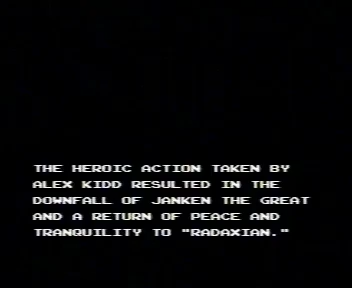 THE HEROIC ACTION TAKEN BY
ALEX KIDD RESULTED IN THE
DOWNFALL OF JANKEN THE GREAT
AND A RETURN OF PEACE AND
TRANQUILITY TO "RADAXIAN."